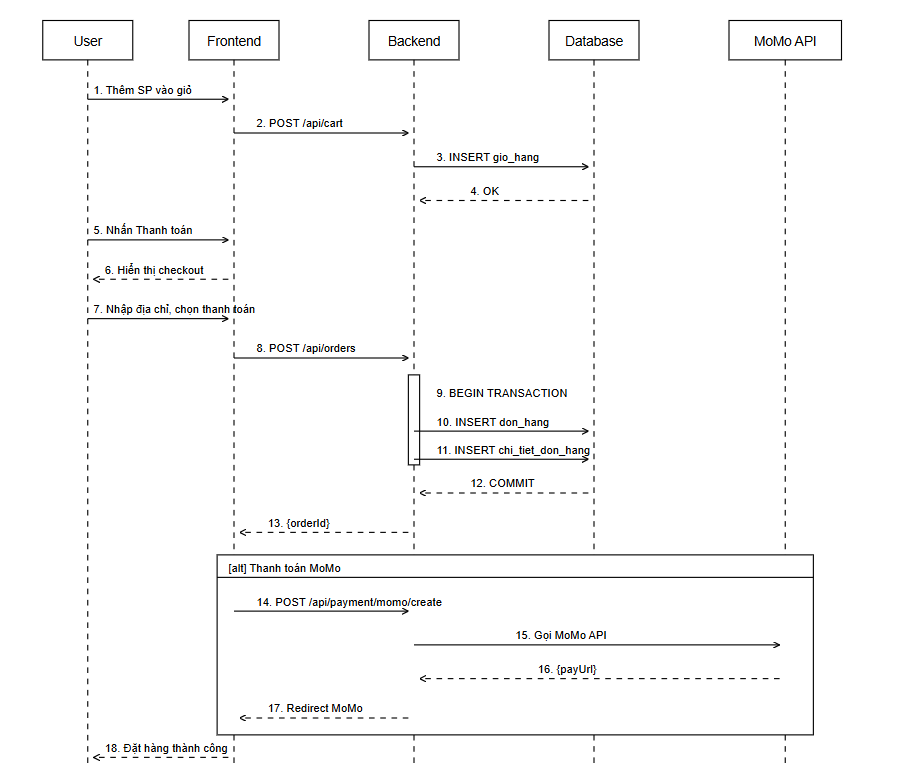 User
Frontend
Backend
Database
MoMo API
1. Thêm SP vào giỏ
2. POST /api/cart
3. INSERT gio_hang
4. OK
5. Nhấn Thanh toán
6. Hiển thị checkout
7. Nhập địa chỉ, chọn thanh toán
8. POST /api/orders
9. BEGIN TRANSACTION
10. INSERT don_hang
11. INSERT chi_tiet_don_hang
12. COMMIT
13. {orderId}
[alt] Thanh toán MoMo
14. POST /api/payment/momo/create
15. Gọi MoMo API
16. {payUrl}
17. Redirect MoMo
18. Đặt hàng thành công